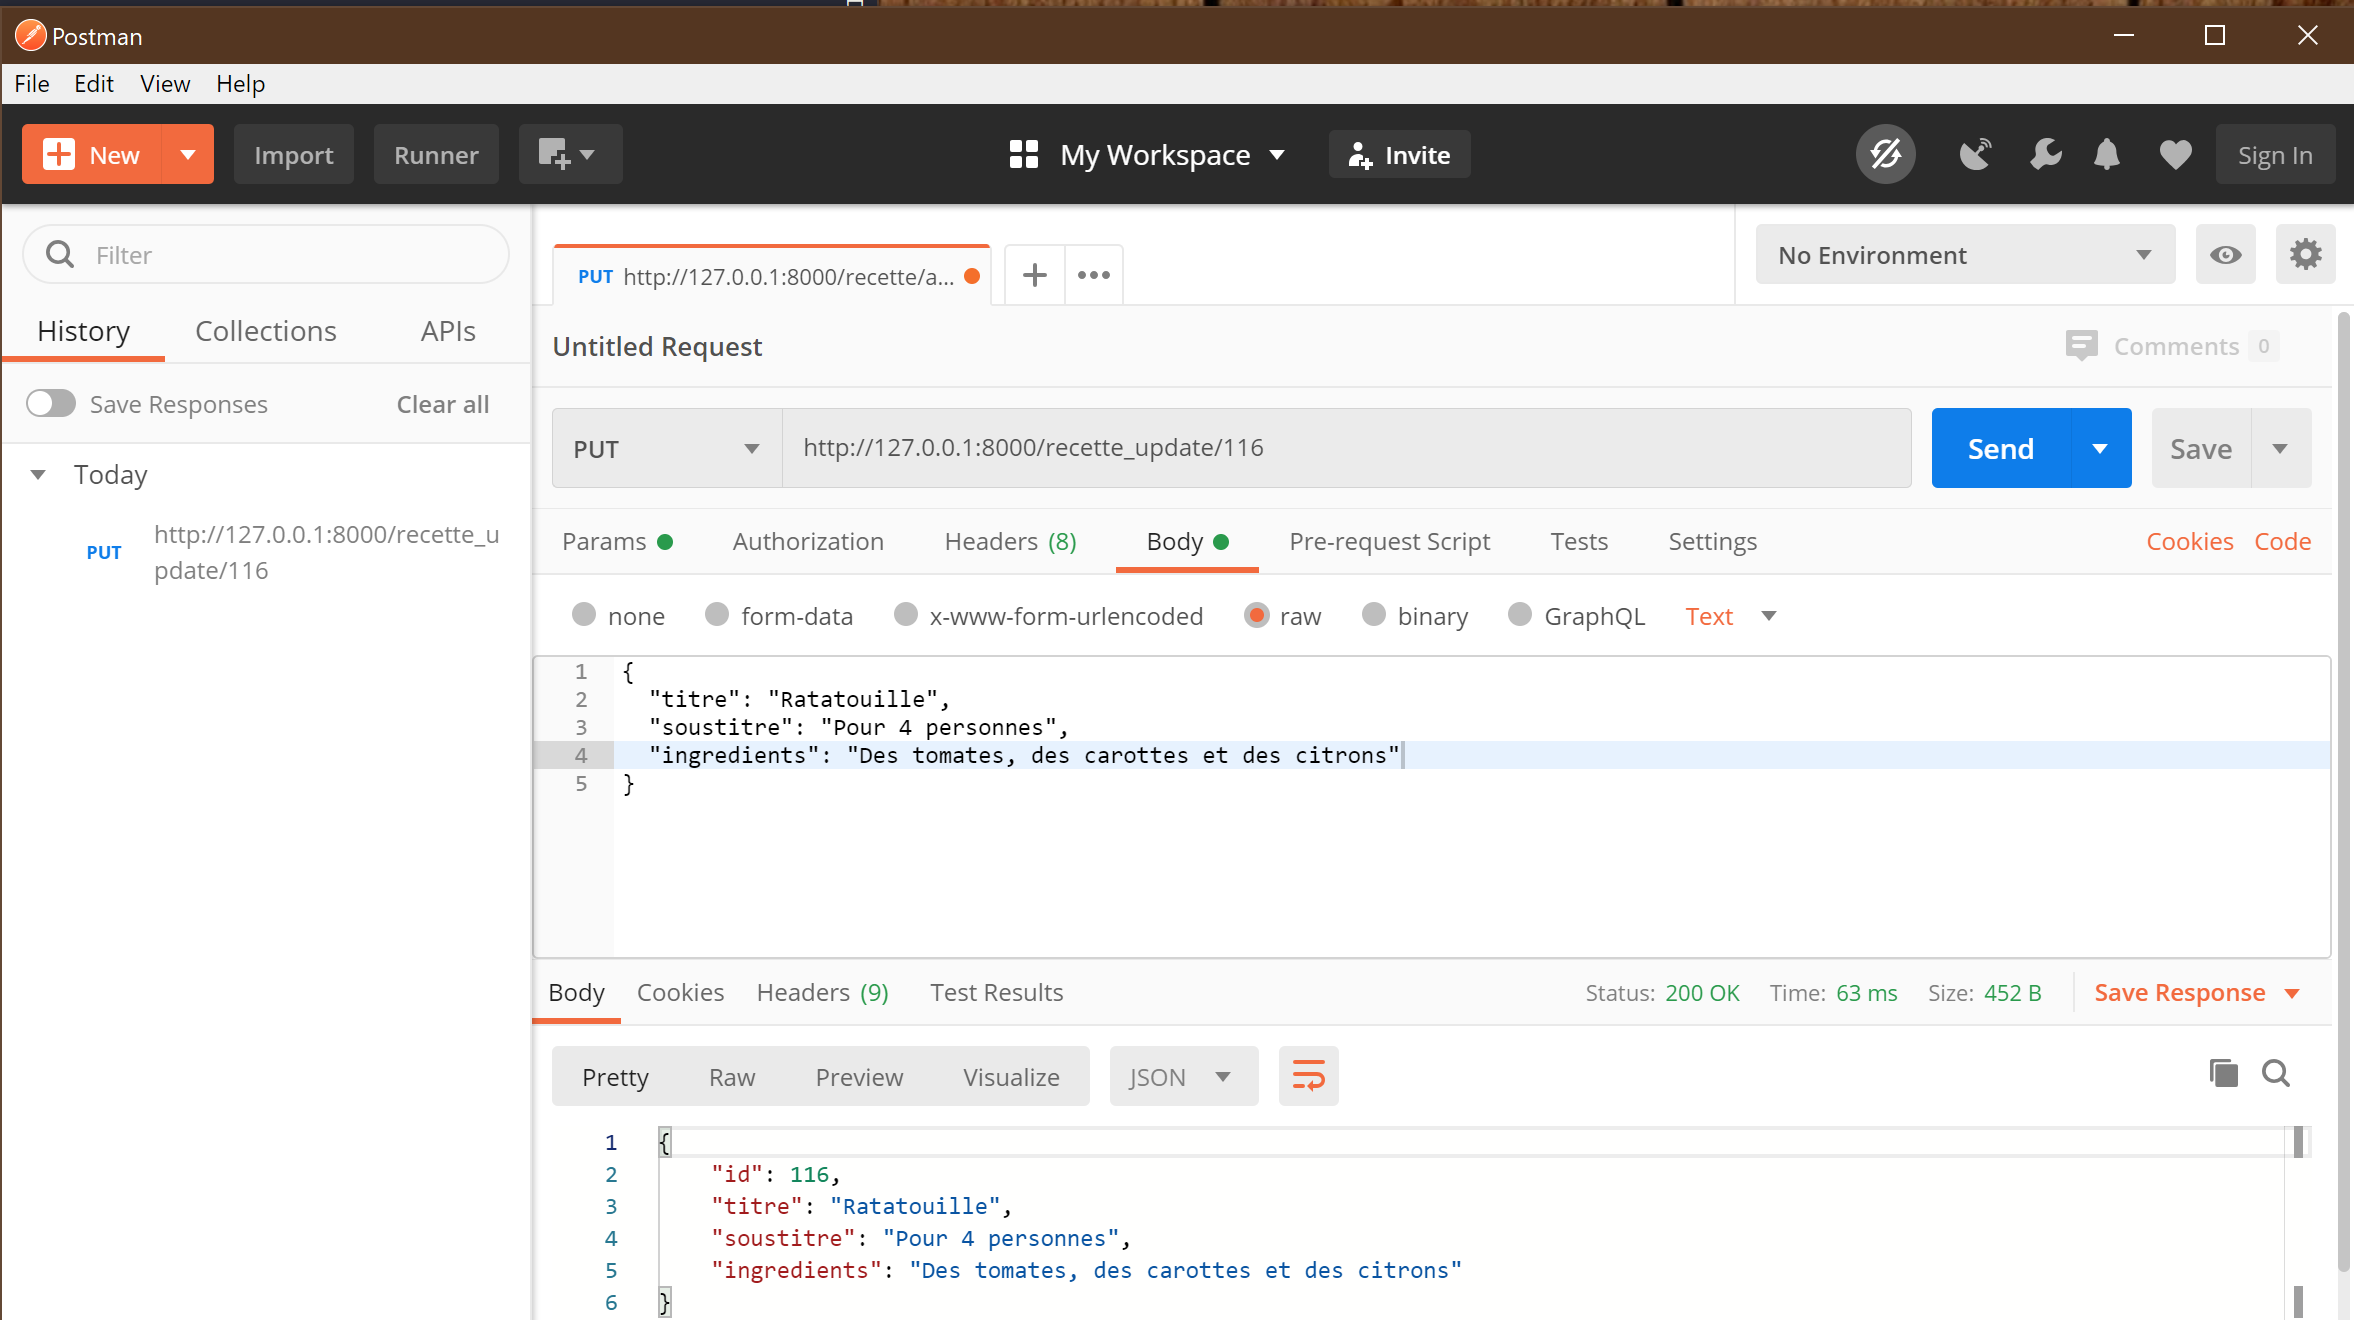 Postman
File Edit View Help
New Import Runner My Workspace Invite Sign In
Filter
History Collections APIs
Save Responses Clear all
Today
PUT http://127.0.0.1:8000/recette_u
pdate/116
PUT http://127.0.0.1:8000/recette/a... No Environment
Untitled Request Comments 0
PUT http://127.0.0.1:8000/recette_update/116 Send Save
Params Authorization Headers (8) Body Pre-request Script Tests Settings Cookies Code
none form-data x-www-form-urlencoded raw binary GraphQL Text
1 {
2 "titre": "Ratatouille",
3 "soustitre": "Pour 4 personnes",
4 "ingredients": "Des tomates, des carottes et des citrons"
5 }
Body Cookies Headers (9) Test Results Status: 200 OK Time: 63 ms Size: 452 B Save Response
Pretty Raw Preview Visualize JSON
1 {
2 "id": 116,
3 "titre": "Ratatouille",
4 "soustitre": "Pour 4 personnes",
5 "ingredients": "Des tomates, des carottes et des citrons"
6 }